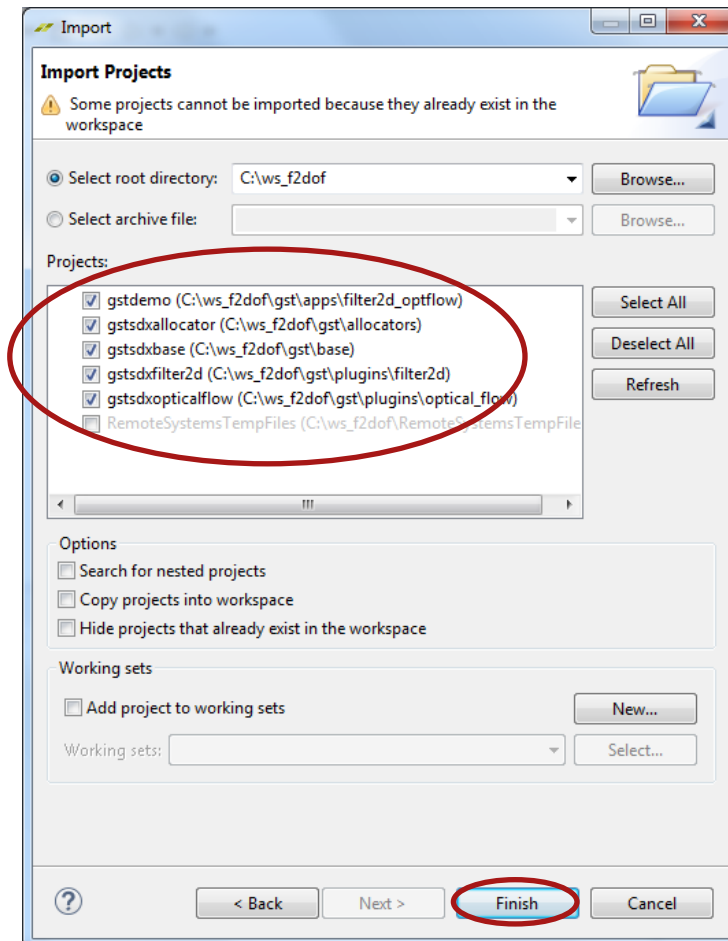 Import
Import Projects
Some projects cannot be imported because they already exist in the
workspace
Select root directory: C:\ws_f2dof Browse...
Select archive file: Browse...
Projects:
gstdemo (C:\ws_f2dof\gst\apps\filter2d_optflow)
gstsdxallocator (C:\ws_f2dof\gst\allocators)
gstsdxbase (C:\ws_f2dof\gst\base)
gstsdxfilter2d (C:\ws_f2dof\gst\plugins\filter2d)
gstsdxopticalflow (C:\ws_f2dof\gst\plugins\optical_flow)
RemoteSystemsTempFiles (C:\ws_f2dof\RemoteSystemsTempFile
Select All
Deselect All
Refresh
Options
Search for nested projects
Copy projects into workspace
Hide projects that already exist in the workspace
Working sets
Add project to working sets New...
Working sets: Select...
? < Back Next > Finish Cancel